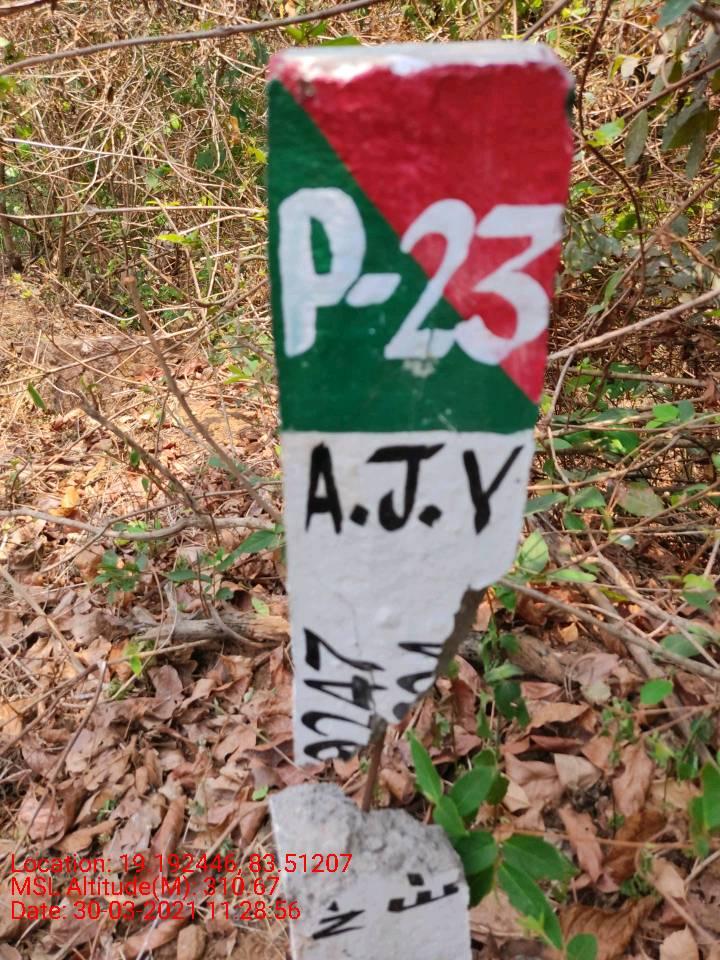 P-23
A.J.Y
N:
E:-
Location: 19.192446, 83.51207
MSL Altitude(M): 310.67
Date: 30-03-2021 11:28:56